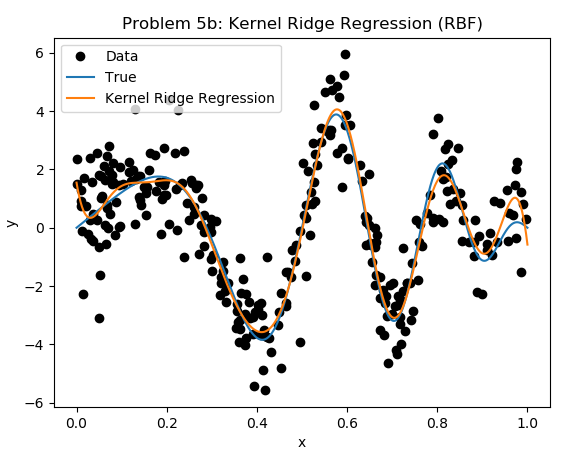 Problem 5b: Kernel Ridge Regression (RBF)
Data
True
Kernel Ridge Regression
y
6
4
2
0
−2
−4
−6
0.0 0.2 0.4 0.6 0.8 1.0
x